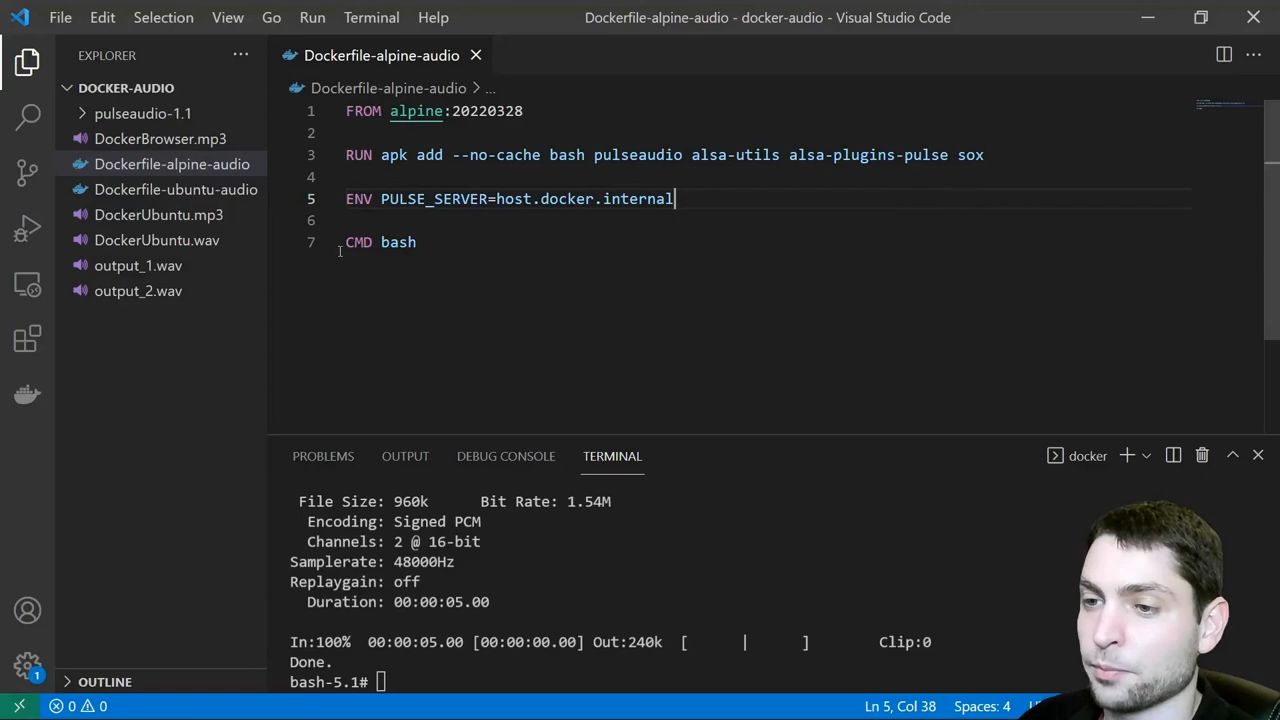 File Edit Selection View Go Run Terminal Help Dockerfile-alpine-audio - docker-audio - Visual Studio Code
EXPLORER
Dockerfile-alpine-audio
DOCKER-AUDIO
pulseaudio-1.1
DockerBrowser.mp3
Dockerfile-alpine-audio
Dockerfile-ubuntu-audio
DockerUbuntu.mp3
DockerUbuntu.wav
output_1.wav
output_2.wav
OUTLINE
Dockerfile-alpine-audio > ...
1 FROM alpine:20220328
2
3 RUN apk add --no-cache bash pulseaudio alsa-utils alsa-plugins-pulse sox
4
5 ENV PULSE_SERVER=host.docker.internal
6
7 CMD bash
PROBLEMS OUTPUT DEBUG CONSOLE TERMINAL docker
File Size: 960k Bit Rate: 1.54M
Encoding: Signed PCM
Channels: 2 @ 16-bit
Samplerate: 48000Hz
Replaygain: off
Duration: 00:00:05.00
In:100% 00:00:05.00 [00:00:00.00] Out:240k [ | ] Clip:0
Done.
bash-5.1#
1
0 0 Ln 5, Col 38 Spaces: 4